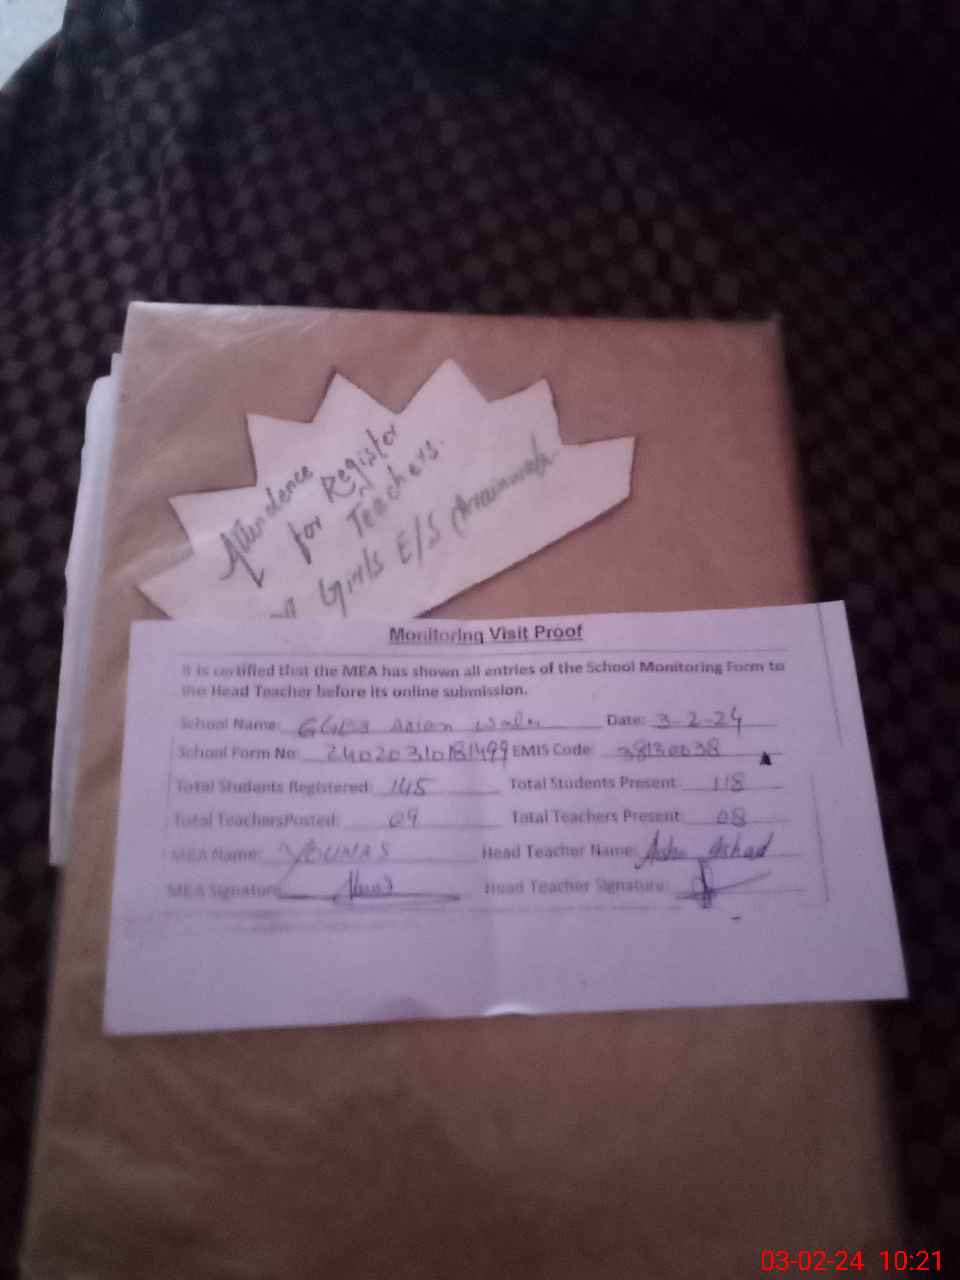 Attendence
Register
for Teachers.
Girls E/S
Monitoring Visit Proof
It is certified that the MEA has shown all entries of the School Monitoring Form to
the Head Teacher before its online submission.
School Name: Date: 3-2-24
School Form No: 24020310181499 EMIS Code: 38130038
Total Students Registered: 145 Total Students Present: 118
Total TeachersPosted: 09 Total Teachers Present: 08
MEA Name: YOUNAS Head Teacher Name: Arshad
MEA Signature: Head Teacher Signature:
03-02-24 10:21